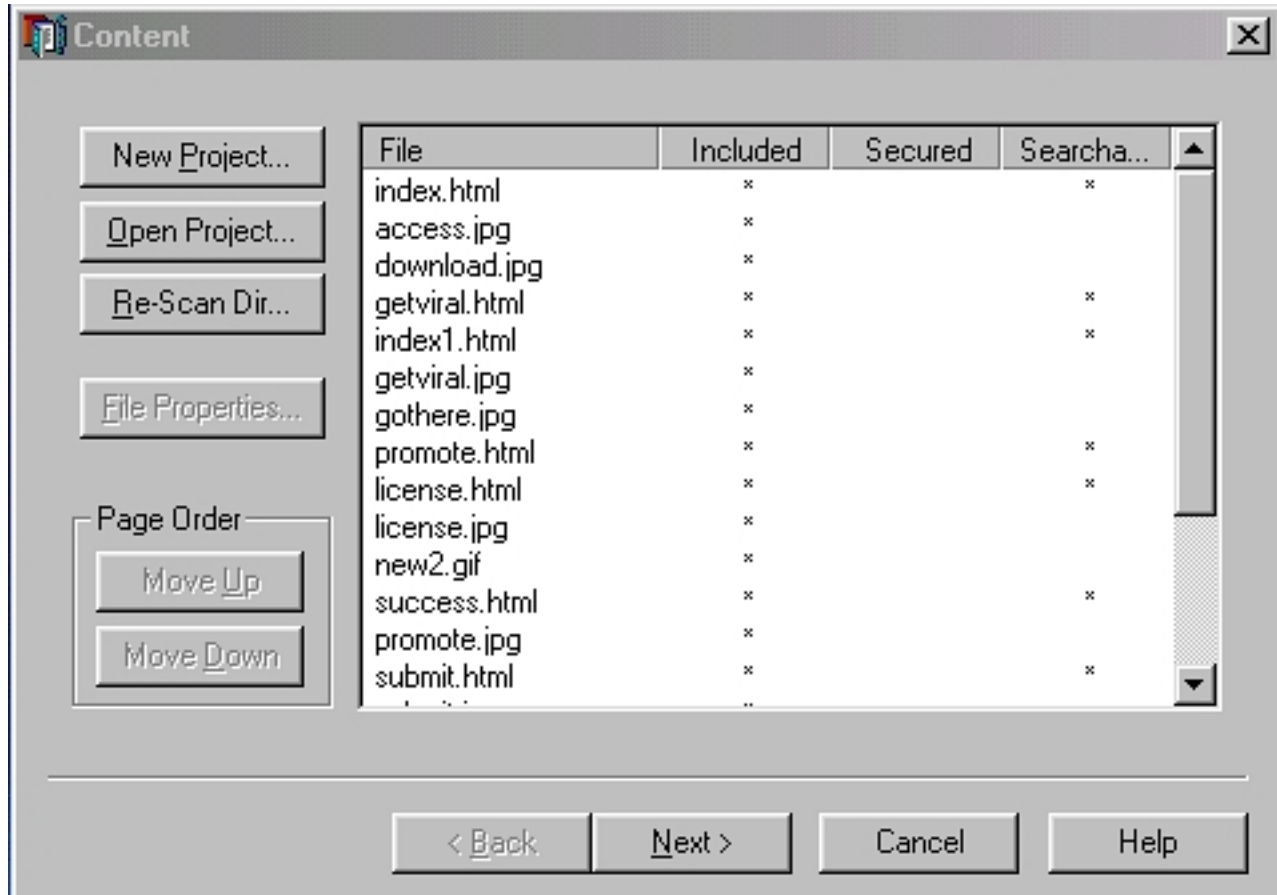 Content
New Project...
Open Project...
Re-Scan Dir...
File Properties...
Page Order
Move Up
Move Down
File Included Secured Searcha...
index.html * *
access.jpg *
download.jpg *
getviral.html * *
index1.html * *
getviral.jpg *
gothere.jpg *
promote.html * *
license.html * *
license.jpg *
new2.gif *
success.html * *
promote.jpg *
submit.html * *
< Back
Next >
Cancel
Help